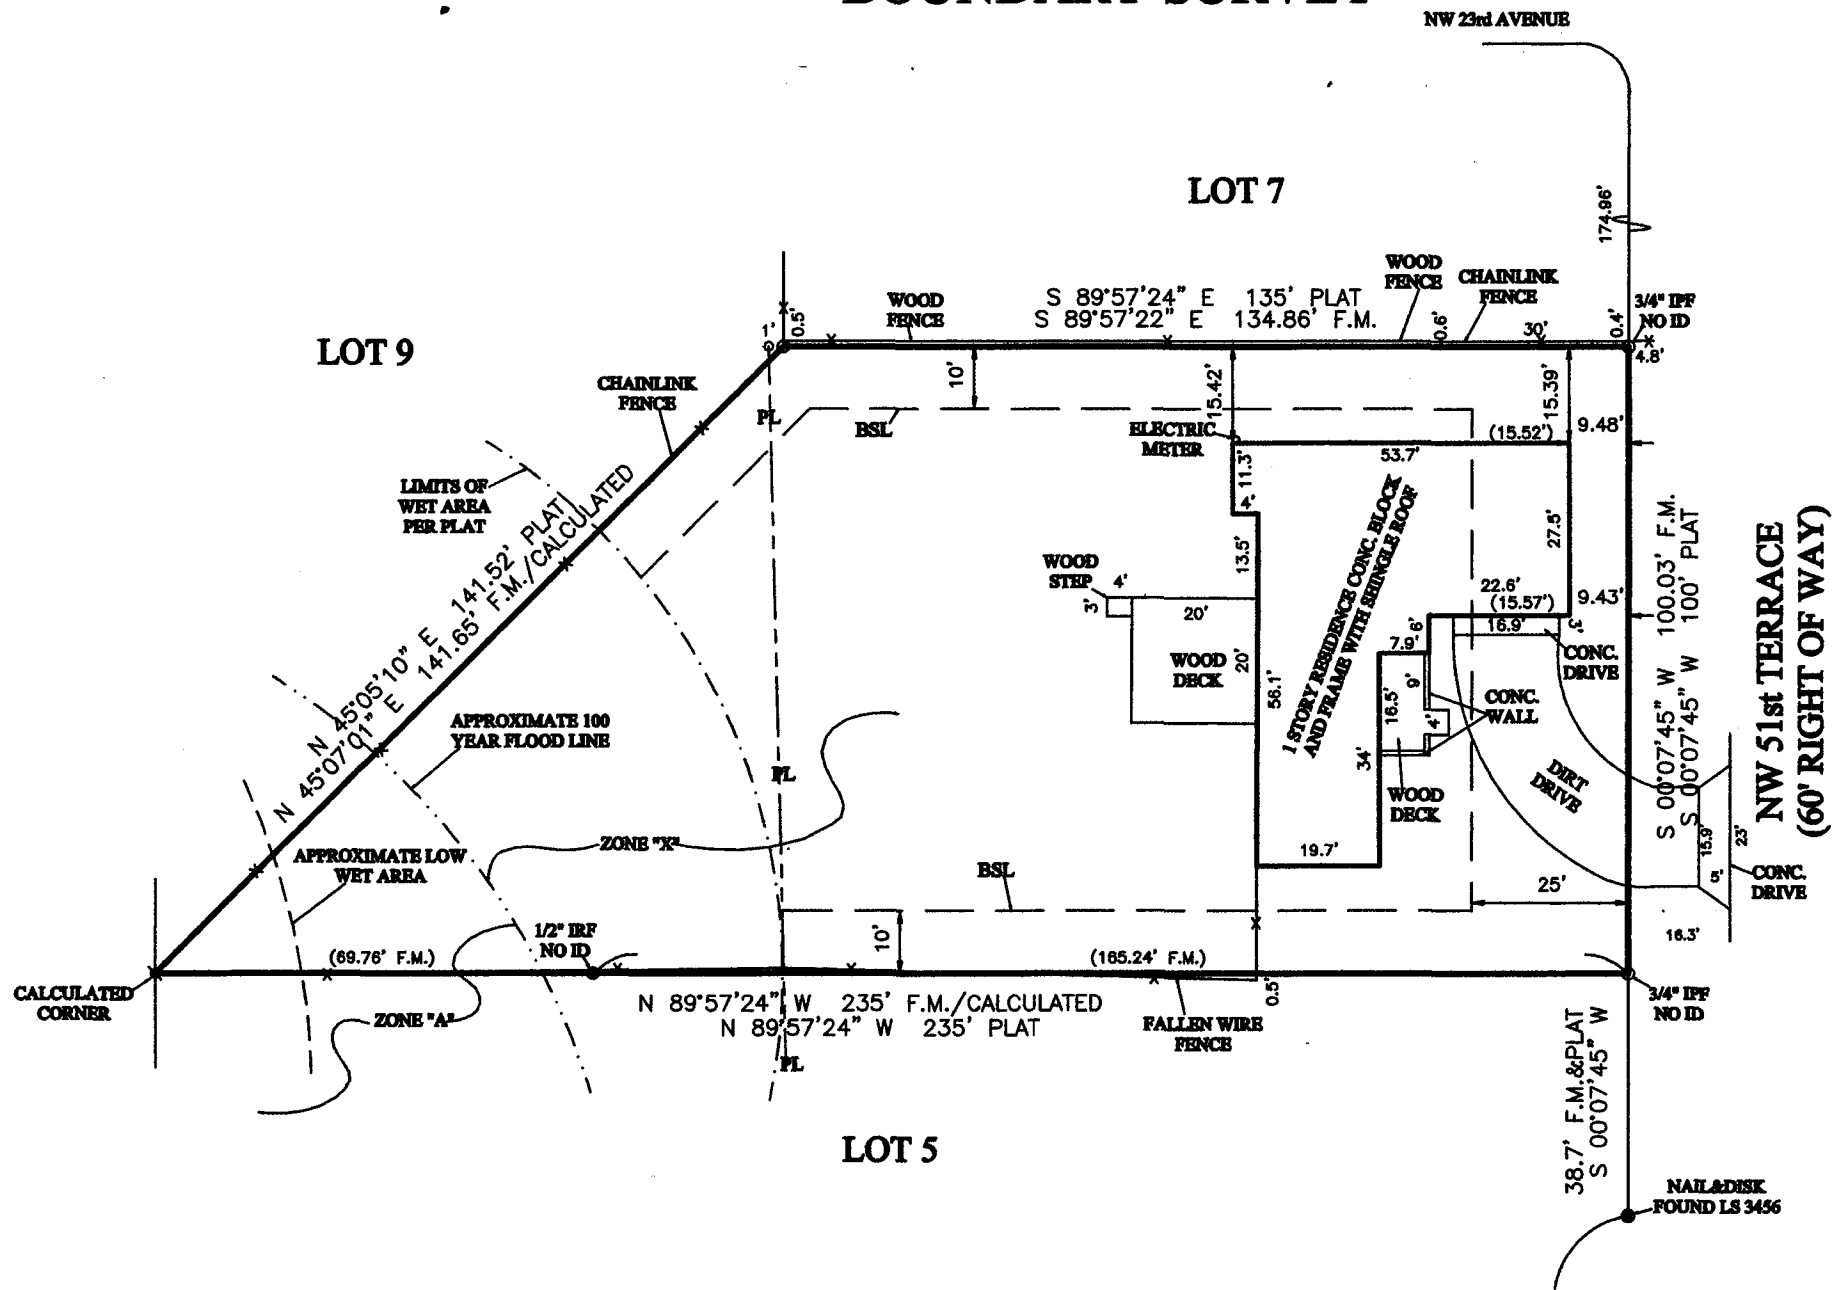 BOUNDARY SURVEY
NW 23rd AVENUE
LOT 7
174.96'
WOOD
FENCE
S 89°57'24" E 135' PLAT
S 89°57'22" E 134.86' F.M.
WOOD
FENCE
CHAINLINK
FENCE
3/4" IPF
NO ID
1'
0.5'
0.6'
30'
0.4'
4.8'
LOT 9
CHAINLINK
FENCE
PL
10'
BSL
15.42'
15.39'
ELECTRIC
METER
(15.52')
9.48'
53.7'
11.3'
4'
LIMITS OF
WET AREA
PER PLAT
N 45°05'10" E 141.52' PLAT
N 45°07'01" E 141.65' F.M./CALCULATED
13.5'
27.5'
1 STORY RESIDENCE CONC. BLOCK
AND FRAME WITH SHINGLE ROOF
WOOD
STEP
4'
3'
20'
22.6'
(15.57')
9.43'
16.9'
3'
6'
7.9'
CONC.
DRIVE
WOOD
DECK
20'
56.1'
9'
16.5'
4'
CONC.
WALL
34'
S 00°07'45" W 100.03' F.M.
S 00°07'45" W 100' PLAT
NW 51st TERRACE
(60' RIGHT OF WAY)
APPROXIMATE 100
YEAR FLOOD LINE
PL
DIRT
DRIVE
WOOD
DECK
15.9'
23'
ZONE "X"
APPROXIMATE LOW
WET AREA
19.7'
BSL
25'
5'
CONC.
DRIVE
1/2" IRF
NO ID
10'
16.3'
(69.76' F.M.)
(165.24' F.M.)
CALCULATED
CORNER
N 89°57'24" W 235' F.M./CALCULATED
N 89°57'24" W 235' PLAT
0.5'
3/4" IPF
NO ID
ZONE "A"
FALLEN WIRE
FENCE
PL
38.7' F.M.&PLAT
S 00°07'45" W
LOT 5
NAIL&DISK
FOUND LS 3456